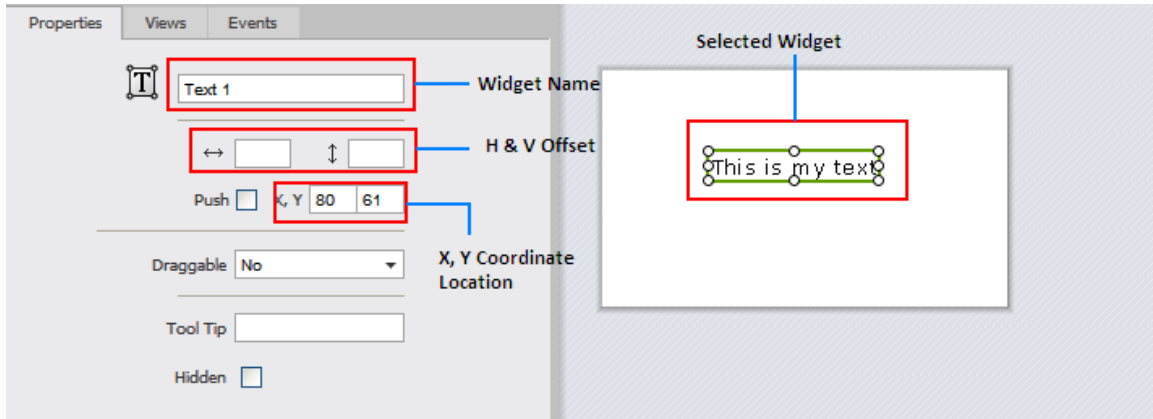 Properties Views Events
Selected Widget
T
Text 1
Widget Name
H & V Offset
This is my text
Push X, Y 80 61
Draggable No
X, Y Coordinate
Location
Tool Tip
Hidden